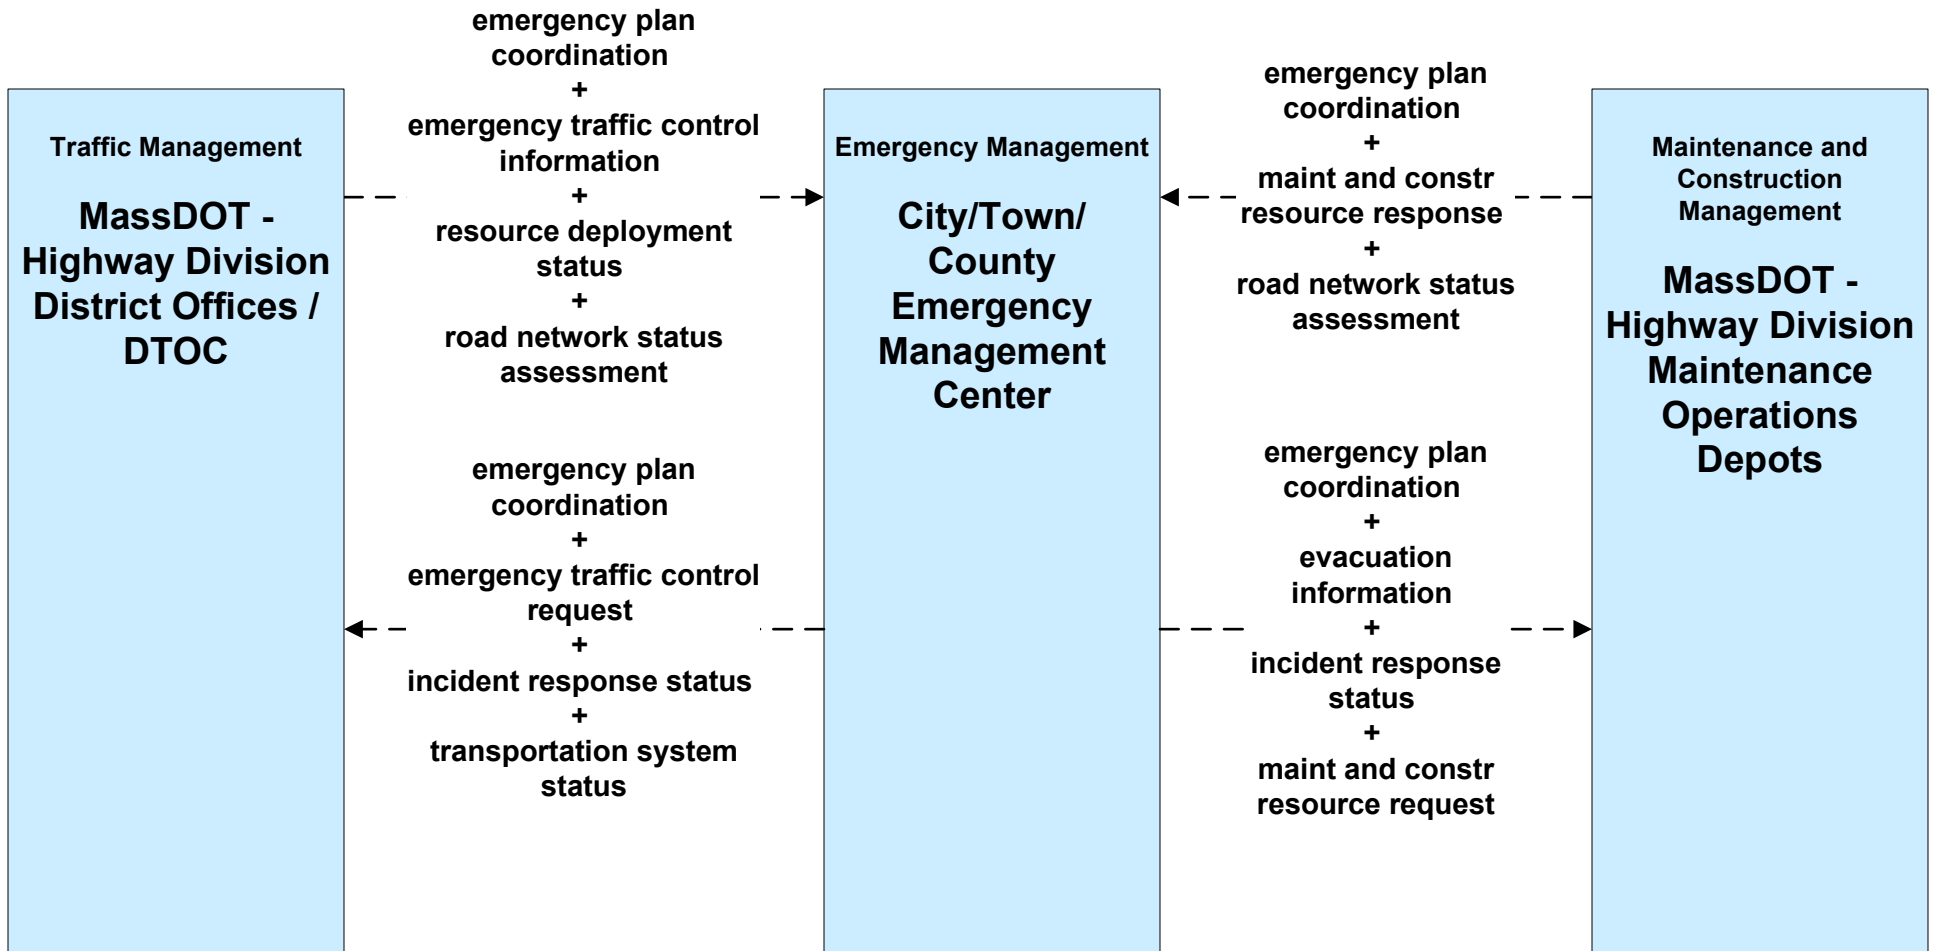 emergency plan
coordination
+
emergency traffic control
information
+
resource deployment
status
+
road network status
assessment
emergency plan
coordination
+
maint and constr
resource response
+
road network status
assessment
Traffic Management
MassDOT -
Highway Division
District Offices /
DTOC
Emergency Management
City/Town/
County
Emergency
Management
Center
Maintenance and
Construction
Management
MassDOT -
Highway Division
Maintenance
Operations
Depots
emergency plan
coordination
+
emergency traffic control
request
+
incident response status
+
transportation system
status
emergency plan
coordination
+
evacuation
information
+
incident response
status
+
maint and constr
resource request